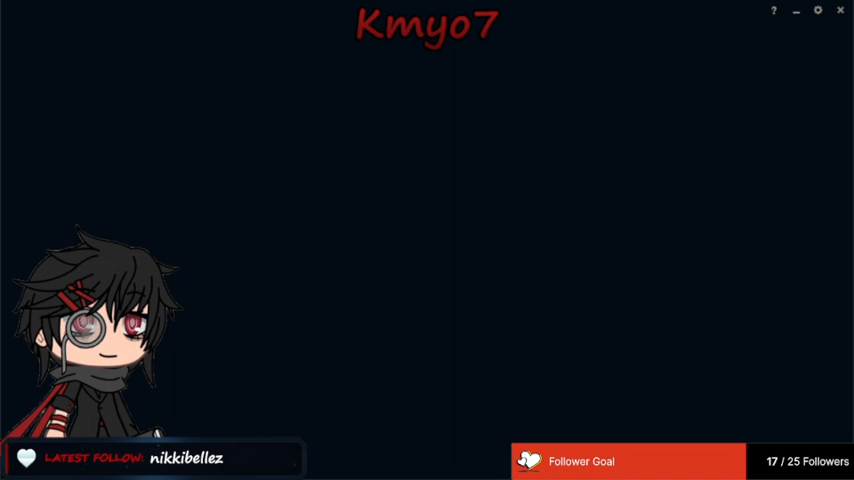 Kmyo7
?
LATEST FOLLOW: nikkibellez
Follower Goal
17 / 25 Followers